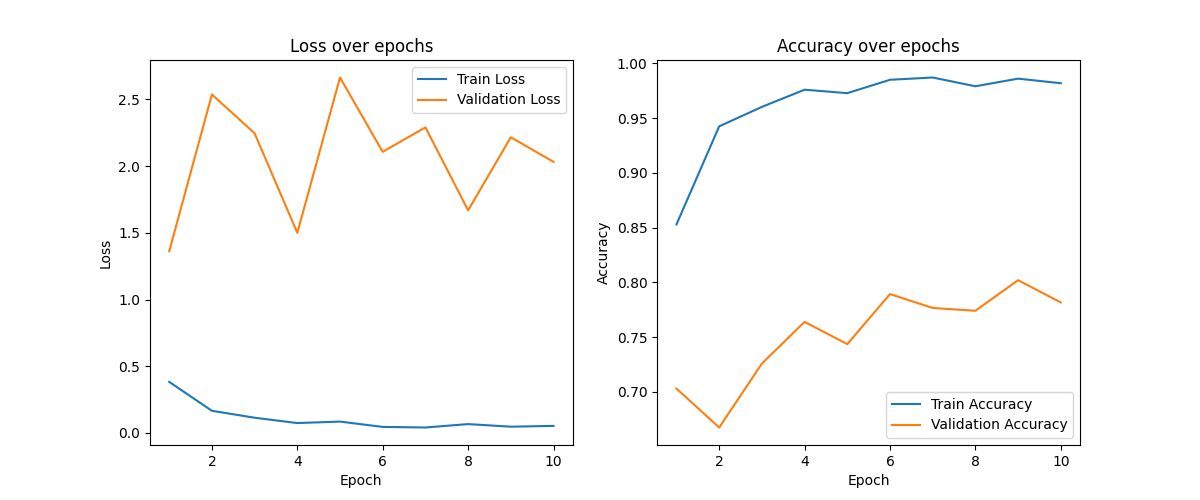 Loss over epochs
Train Loss
Validation Loss
2.5
2.0
1.5
1.0
0.5
0.0
Loss
2
4
6
8
10
Epoch
Accuracy over epochs
1.00
0.95
0.90
0.85
0.80
0.75
0.70
Accuracy
Train Accuracy
Validation Accuracy
2
4
6
8
10
Epoch